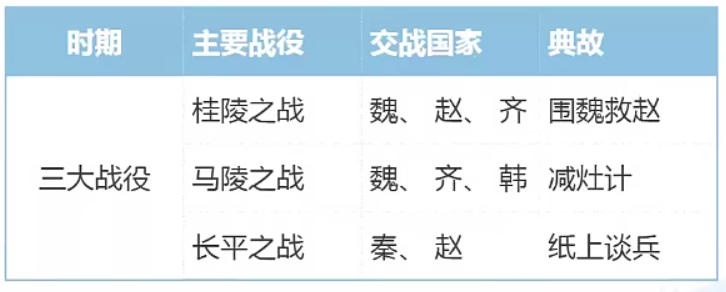 时期 主要战役 交战国家 典故
桂陵之战 魏、 赵、 齐 围魏救赵
三大战役 马陵之战 魏、 齐、 韩 减灶计
长平之战 秦、 赵 纸上谈兵